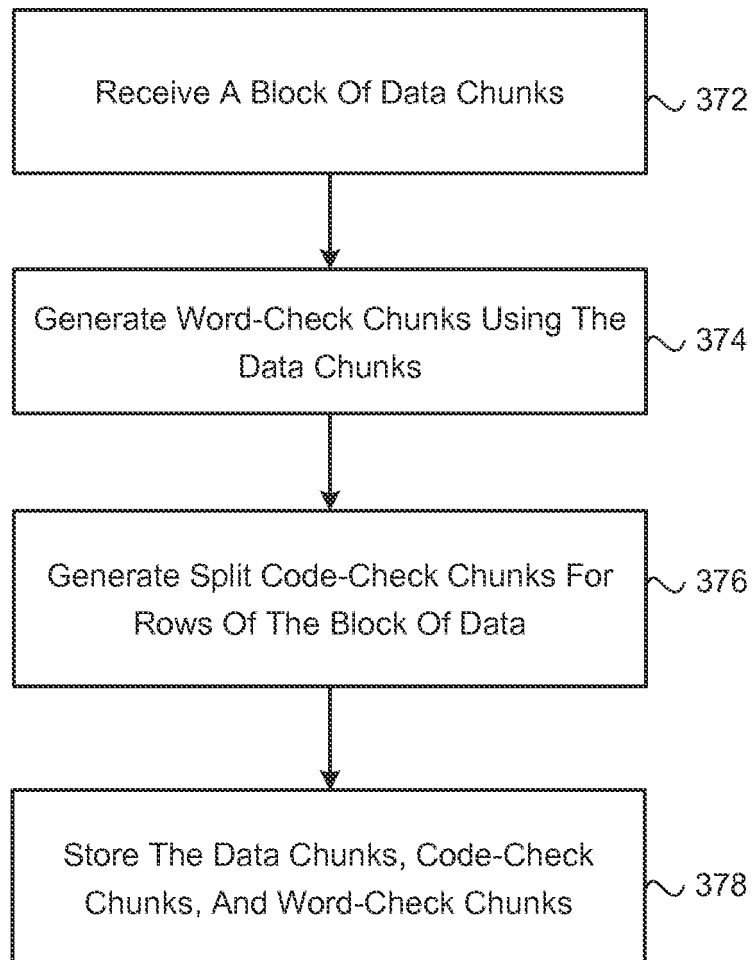 Receive A Block Of Data Chunks
372
Generate Word-Check Chunks Using The
Data Chunks
374
Generate Split Code-Check Chunks For
Rows Of The Block Of Data
376
Store The Data Chunks, Code-Check
Chunks, And Word-Check Chunks
378